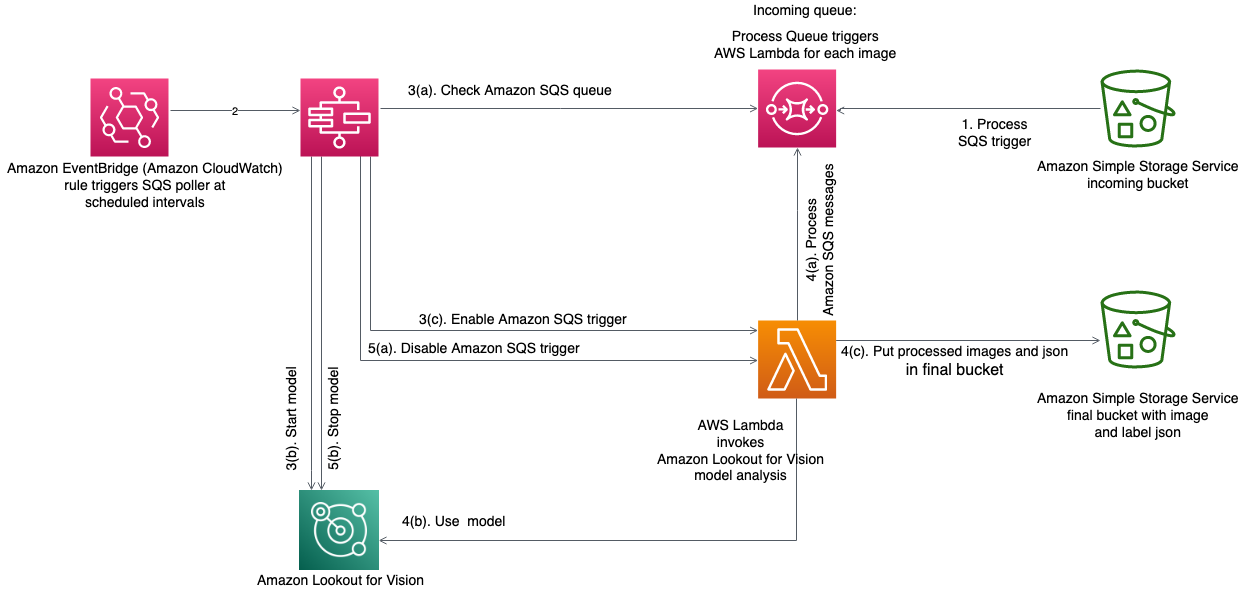 Incoming queue:
Process Queue triggers
AWS Lambda for each image
2
3(a). Check Amazon SQS queue
1. Process
SQS trigger
Amazon EventBridge (Amazon CloudWatch)
rule triggers SQS poller at
scheduled intervals
Amazon Simple Storage Service
incoming bucket
4(a). Process
Amazon SQS messages
3(c). Enable Amazon SQS trigger
5(a). Disable Amazon SQS trigger
4(c). Put processed images and json
in final bucket
3(b). Start model
5(b). Stop model
Amazon Simple Storage Service
final bucket with image
and label json
AWS Lambda
invokes
Amazon Lookout for Vision
model analysis
4(b). Use  model
Amazon Lookout for Vision